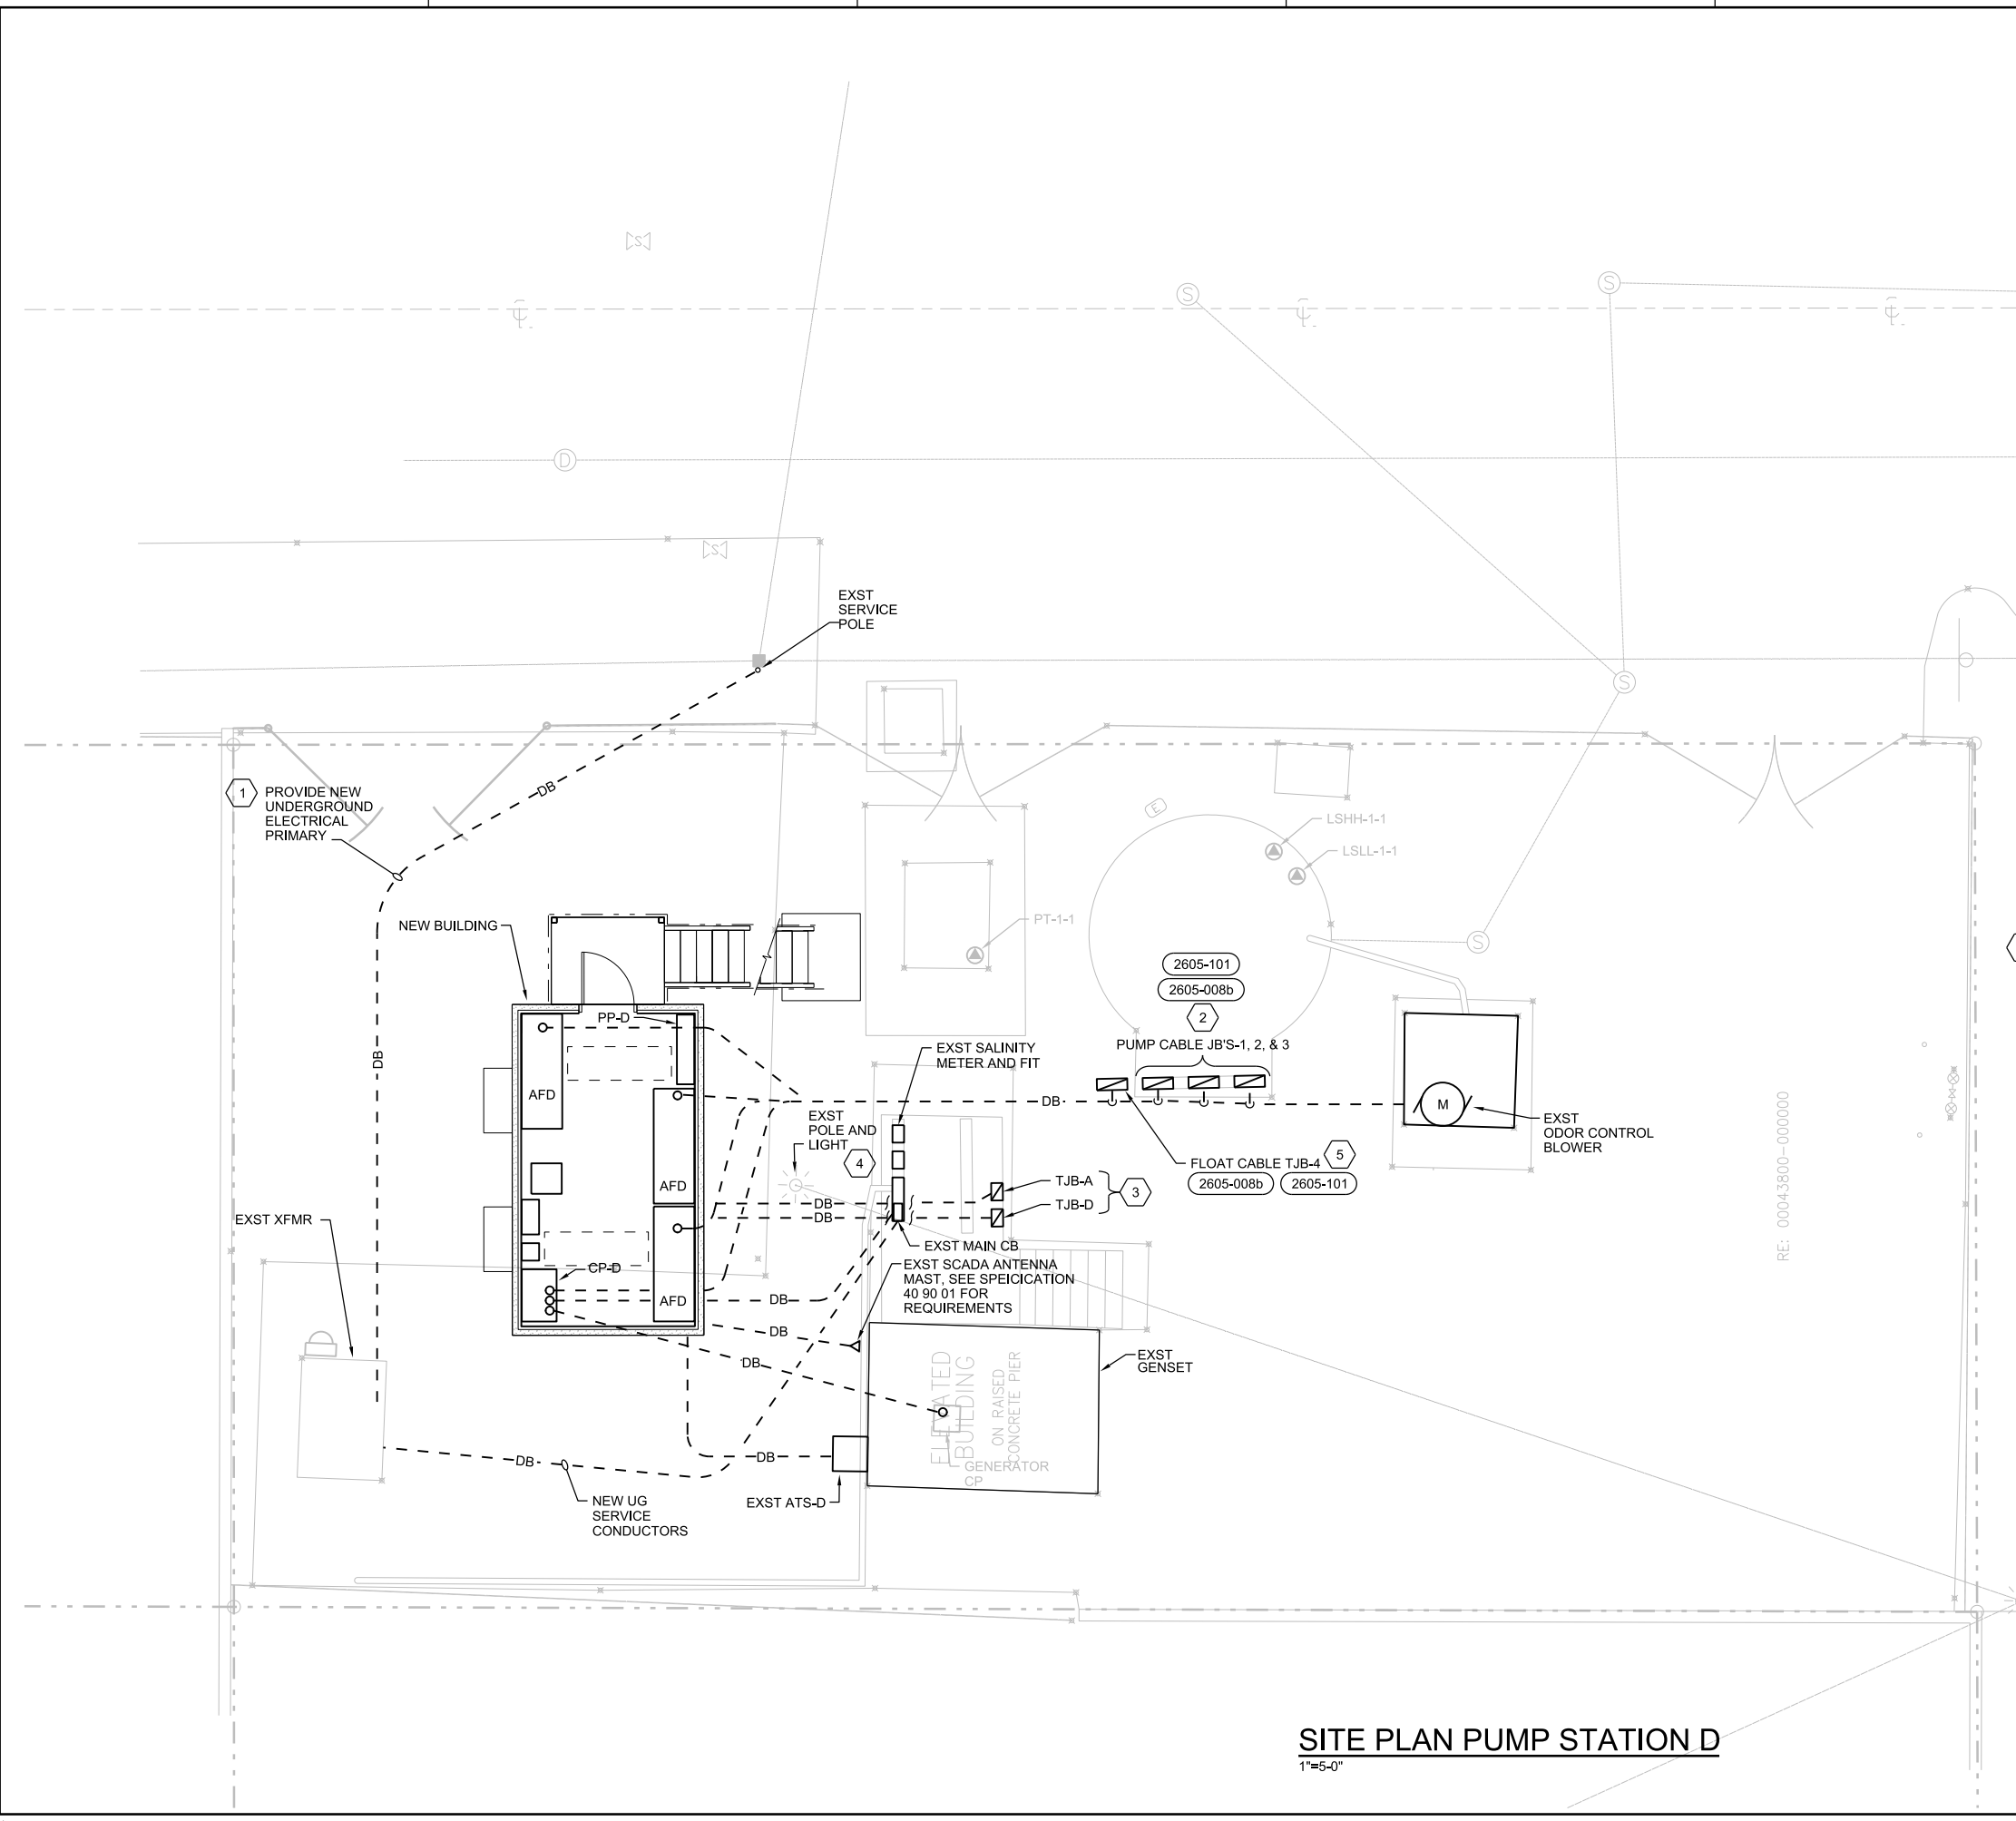 S
S
S
D
S
EXST
SERVICE
POLE
S
1
PROVIDE NEW
UNDERGROUND
ELECTRICAL
PRIMARY
DB
E
LSHH-1-1
LSLL-1-1
PT-1-1
S
NEW BUILDING
2605-101
2605-008b
2
PUMP CABLE JB'S-1, 2, & 3
PP-D
DB
EXST SALINITY
METER AND FIT
AFD
DB
M
EXST
ODOR CONTROL
BLOWER
EXST
POLE AND
LIGHT
4
FLOAT CABLE TJB-4
5
2605-008b
2605-101
TJB-A
TJB-D
3
AFD
DB
DB
EXST XFMR
EXST MAIN CB
CP-D
AFD
DB
EXST SCADA ANTENNA
MAST, SEE SPEICICATION
40 90 01 FOR
REQUIREMENTS
DB
DB
EXST
GENSET
ELEVATED
BUILDING
ON RAISED
CONCRETE PIER
GENERATOR
CP
DB
DB
EXST ATS-D
NEW UG
SERVICE
CONDUCTORS
RE: 00043800-000000
SITE PLAN PUMP STATION D
1"=5-0"